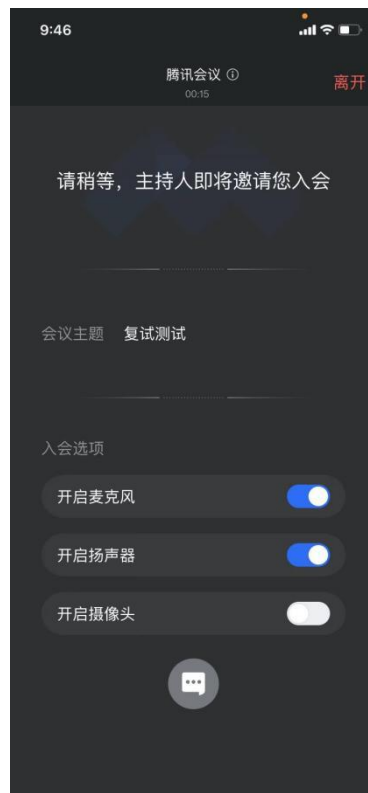 9:46
腾讯会议
00:15
离开
请稍等，主持人即将邀请您入会
会议主题 复试测试
入会选项
开启麦克风
开启扬声器
开启摄像头